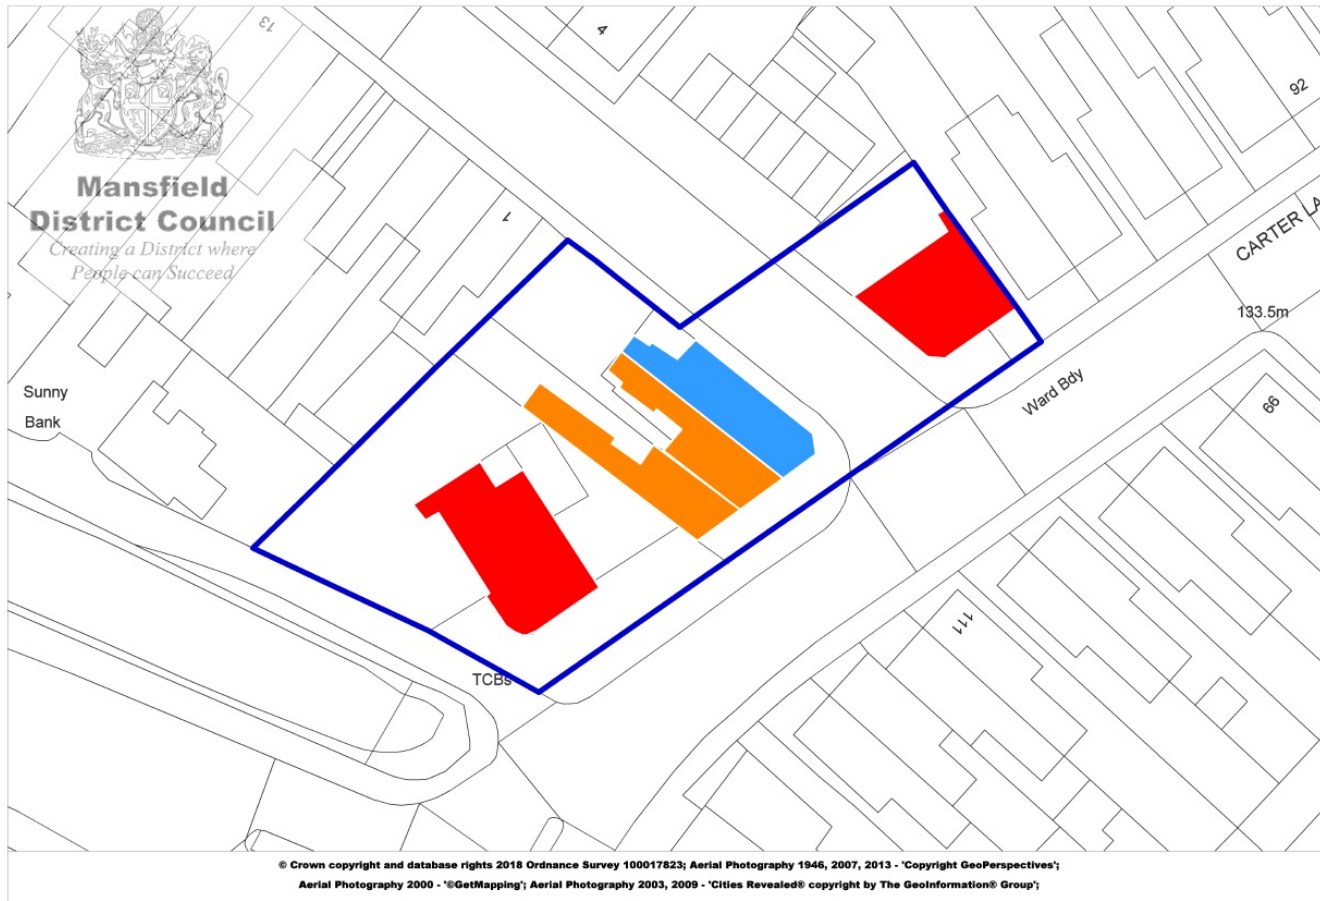 13
4
92
Mansfield
District Council
Creating a District where
People can Succeed
1
CARTER LA
133.5m
Ward Bdy
Sunny
Bank
66
111
TCBs
© Crown copyright and database rights 2018 Ordnance Survey 100017823; Aerial Photography 1946, 2007, 2013 - 'Copyright GeoPerspectives';
Aerial Photography 2000 - '©GetMapping'; Aerial Photography 2003, 2009 - 'Cities Revealed® copyright by The GeoInformation® Group';